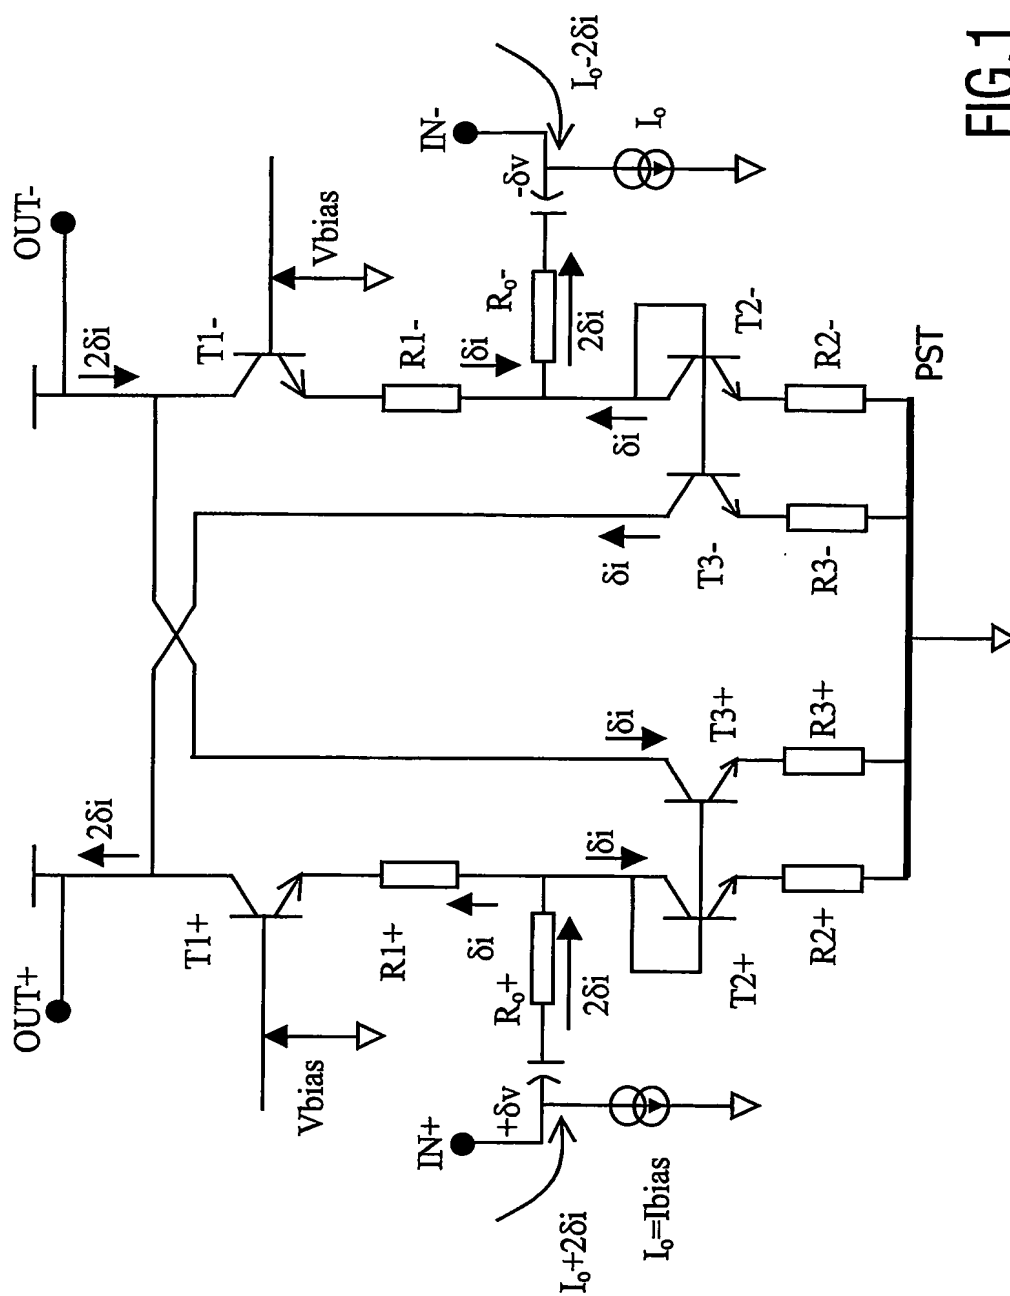 OUT+
OUT-
2δi
2δi
T1+
T1-
Vbias
Vbias
R1+
R1-
δi
δi
IN+
IN-
+δv
-δv
Rₒ+
Rₒ-
2δi
2δi
Iₒ+2δi
Iₒ-2δi
Iₒ=Ibias
Iₒ
δi
δi
δi
δi
T2+
T3+
T3-
T2-
R2+
R3+
R3-
R2-
PST
FIG.1